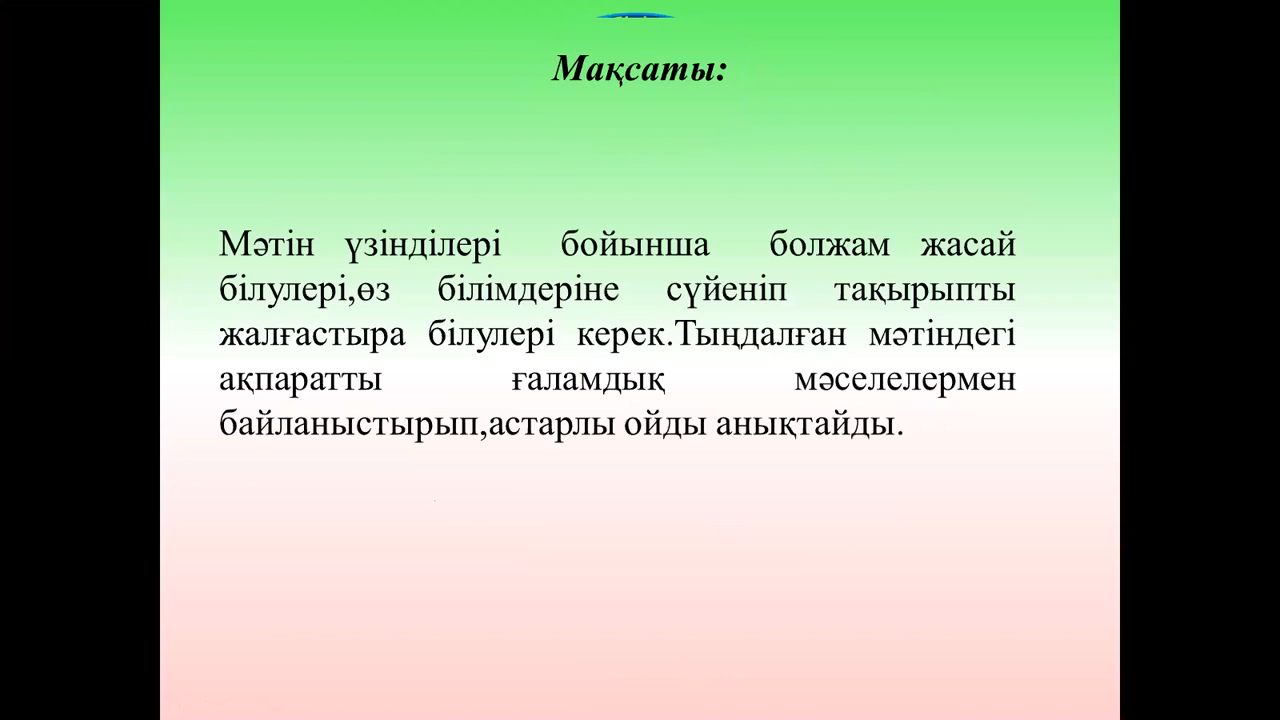 Мақсаты:
Мәтін үзінділері бойынша болжам жасай
білулері,өз білімдеріне сүйеніп тақырыпты
жалғастыра білулері керек.Тыңдалған мәтіндегі
ақпаратты ғаламдық мәселелермен
байланыстырып,астарлы ойды анықтайды.